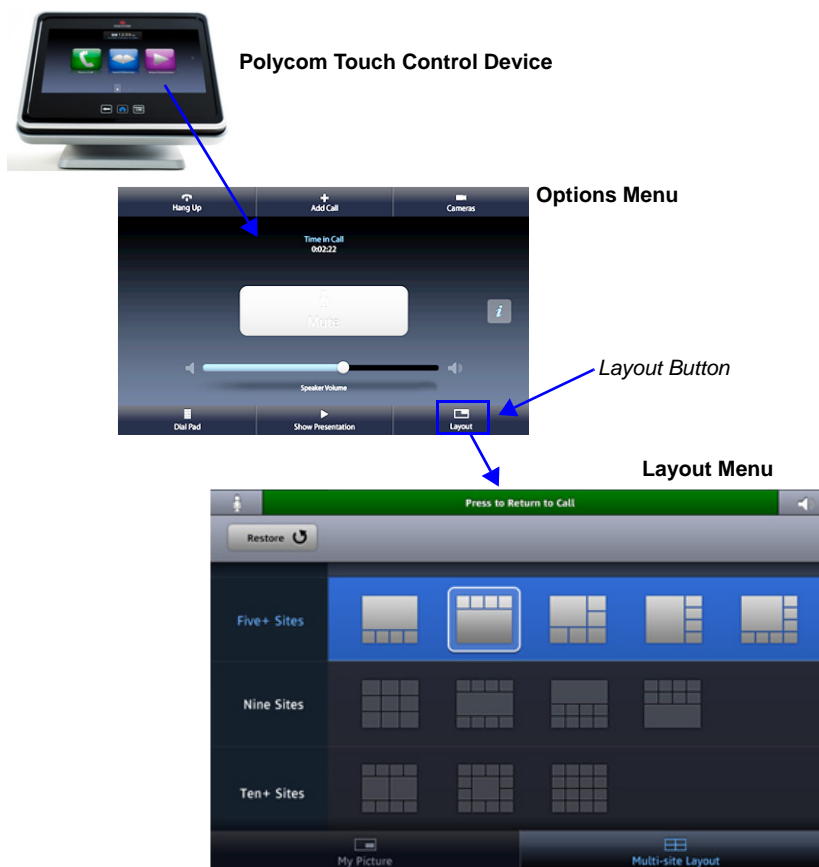 Polycom Touch Control Device
Options Menu
Hang Up
Add Call
Cameras
Time in Call
0:02:22
Mute
i
Speaker Volume
Layout Button
Dial Pad
Show Presentation
Layout
Layout Menu
Press to Return to Call
Restore
Five+ Sites
Nine Sites
Ten+ Sites
My Picture
Multi-site Layout